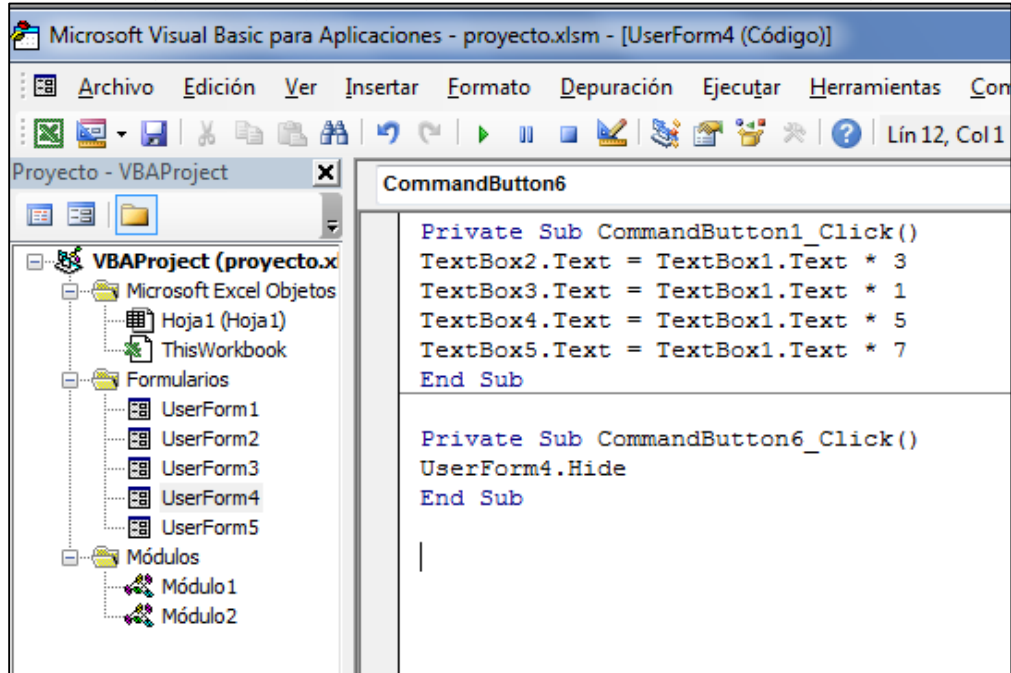 Microsoft Visual Basic para Aplicaciones - proyecto.xlsm - [UserForm4 (Código)]
Archivo Edición Ver Insertar Formato Depuración Ejecutar Herramientas Com
Lín 12, Col 1
Proyecto - VBAProject
CommandButton6
VBAProject (proyecto.x
Microsoft Excel Objetos
Hoja1 (Hoja1)
ThisWorkbook
Formularios
UserForm1
UserForm2
UserForm3
UserForm4
UserForm5
Módulos
Módulo1
Módulo2
Private Sub CommandButton1_Click()
TextBox2.Text = TextBox1.Text * 3
TextBox3.Text = TextBox1.Text * 1
TextBox4.Text = TextBox1.Text * 5
TextBox5.Text = TextBox1.Text * 7
End Sub
Private Sub CommandButton6_Click()
UserForm4.Hide
End Sub